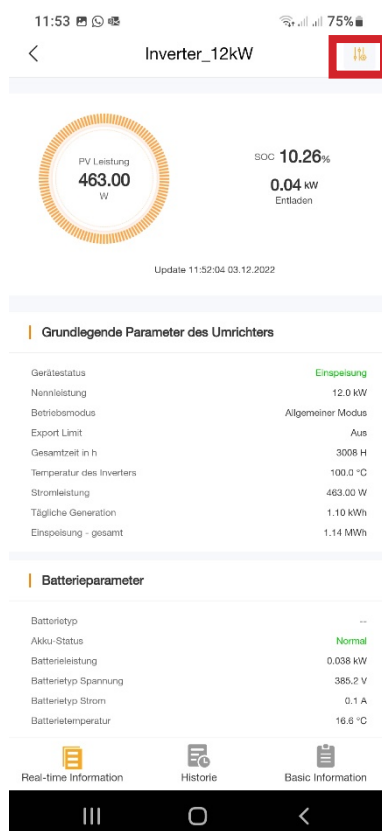 11:53 75%
Inverter_12kW
PV Leistung
463.00
W
SOC 10.26%
0.04 kW
Entladen
Update 11:52:04 03.12.2022
Grundlegende Parameter des Umrichters
Gerätestatus Einspeisung
Nennleistung 12.0 kW
Betriebsmodus Allgemeiner Modus
Export Limit Aus
Gesamtzeit in h 3008 H
Temperatur des Inverters 100.0 °C
Stromleistung 463.00 W
Tägliche Generation 1.10 kWh
Einspeisung - gesamt 1.14 MWh
Batterieparameter
Batterietyp --
Akku-Status Normal
Batterieleistung 0.038 kW
Batterietyp Spannung 385.2 V
Batterietyp Strom 0.1 A
Batterietemperatur 16.6 °C
Real-time Information Historie Basic Information